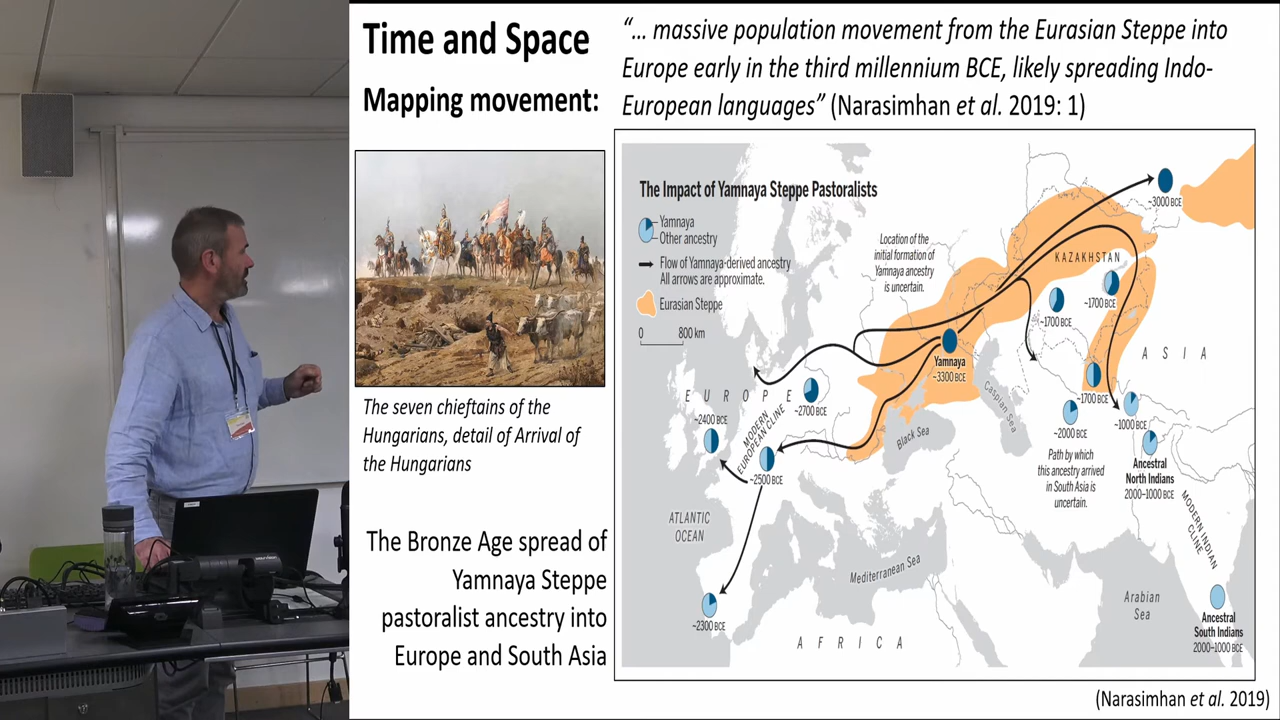 Time and Space
Mapping movement:
“... massive population movement from the Eurasian Steppe into
Europe early in the third millennium BCE, likely spreading Indo-
European languages” (Narasimhan et al. 2019: 1)
The seven chieftains of the
Hungarians, detail of Arrival of
the Hungarians
The Bronze Age spread of
Yamnaya Steppe
pastoralist ancestry into
Europe and South Asia
The Impact of Yamnaya Steppe Pastoralists
Yamnaya
Other ancestry
Flow of Yamnaya-derived ancestry
All arrows are approximate.
Eurasian Steppe
0 800 km
Location of the
initial formation of
Yamnaya ancestry
is uncertain.
~3000 BCE
KAZAKHSTAN
~1700 BCE
~1700 BCE
ASIA
Yamnaya
~3300 BCE
Caspian Sea
~1700 BCE
~1000 BCE
~2000 BCE
EUROPE
~2700 BCE
MODERN
EUROPEAN CLINE
~2400 BCE
~2500 BCE
Black Sea
Path by which
this ancestry arrived
in South Asia is
uncertain.
Ancestral
North Indians
2000–1000 BCE
MODERN INDIAN
CLINE
ATLANTIC
OCEAN
Mediterranean Sea
~2300 BCE
AFRICA
Arabian
Sea
Ancestral
South Indians
2000–1000 BCE
(Narasimhan et al. 2019)